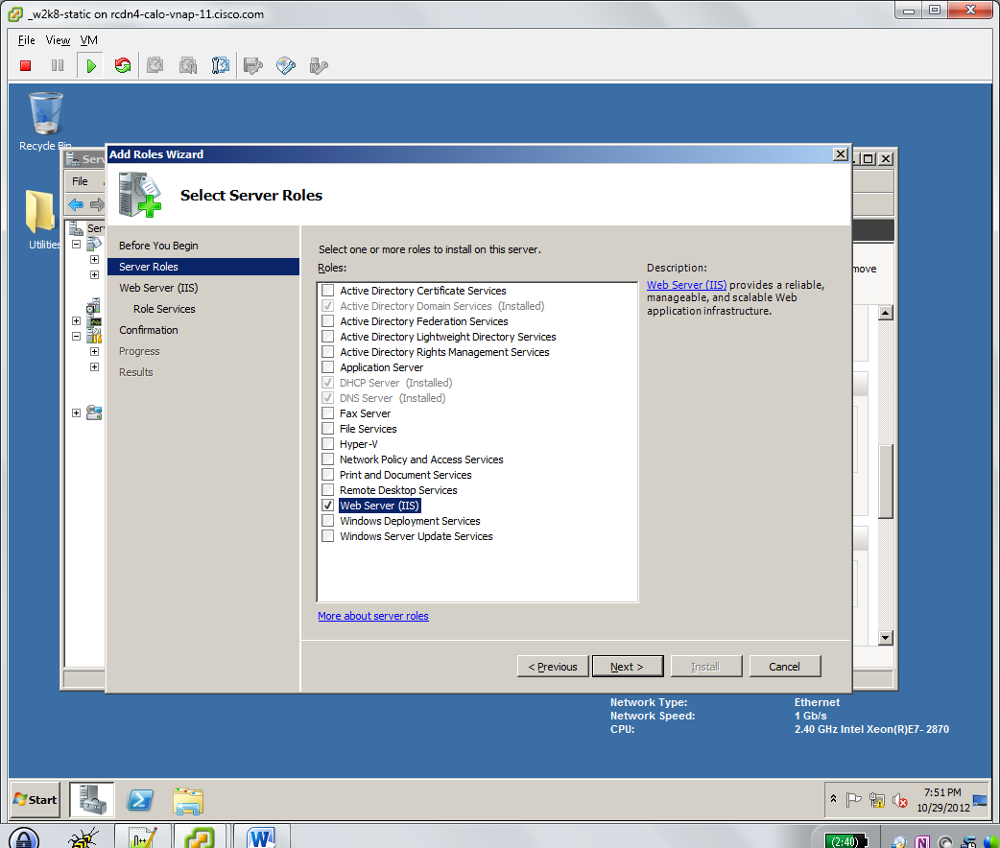 _w2k8-static on rcdn4-calo-vnap-11.cisco.com
File View VM
Recycle Bin
Utilities
Serv
File
Ser
move
Add Roles Wizard
Select Server Roles
Before You Begin
Server Roles
Web Server (IIS)
Role Services
Confirmation
Progress
Results
Select one or more roles to install on this server.
Roles:
Active Directory Certificate Services
Active Directory Domain Services (Installed)
Active Directory Federation Services
Active Directory Lightweight Directory Services
Active Directory Rights Management Services
Application Server
DHCP Server (Installed)
DNS Server (Installed)
Fax Server
File Services
Hyper-V
Network Policy and Access Services
Print and Document Services
Remote Desktop Services
Web Server (IIS)
Windows Deployment Services
Windows Server Update Services
More about server roles
Description:
Web Server (IIS) provides a reliable,
manageable, and scalable Web
application infrastructure.
< Previous
Next >
Install
Cancel
Network Type: Ethernet
Network Speed: 1 Gb/s
CPU: 2.40 GHz Intel Xeon(R)E7- 2870
Start
7:51 PM
10/29/2012
(2:40)